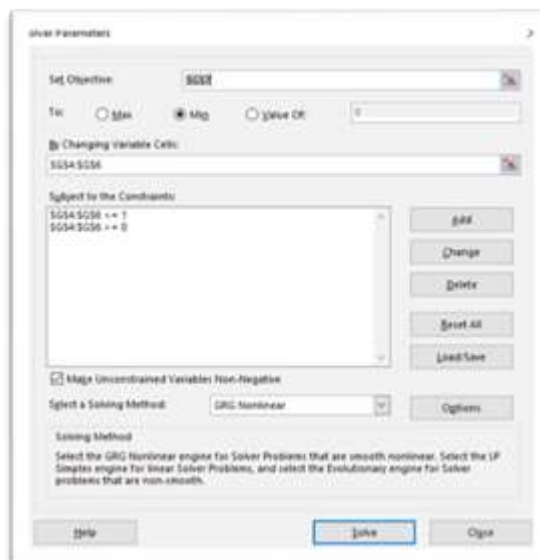 olver Parameters
Set Objective:
To:
Max
Min
Value Of:
0
By Changing Variable Cells:
$G$4:$G$6
Subject to the Constraints:
$G$4:$G$6 <= 1
$G$4:$G$6 >= 0
Add
Change
Delete
Reset All
Load/Save
Make Unconstrained Variables Non-Negative
Select a Solving Method:
GRG Nonlinear
Options
Solving Method
Select the GRG Nonlinear engine for Solver Problems that are smooth nonlinear. Select the LP
Simplex engine for linear Solver Problems, and select the Evolutionary engine for Solver
problems that are non-smooth.
Help
Solve
Close